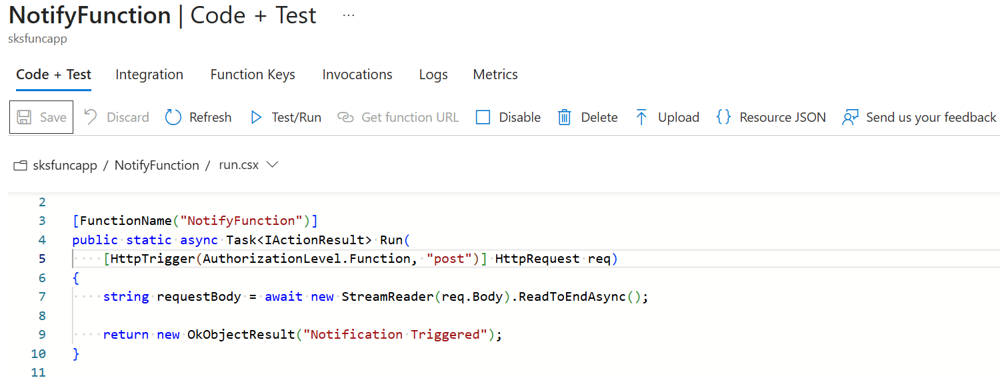 NotifyFunction | Code + Test ...
sksfuncapp
Code + Test Integration Function Keys Invocations Logs Metrics
Save Discard Refresh Test/Run Get function URL Disable Delete Upload {} Resource JSON Send us your feedback
sksfuncapp / NotifyFunction / run.csx
2
3 [FunctionName("NotifyFunction")]
4 public static async Task<IActionResult> Run(
5     [HttpTrigger(AuthorizationLevel.Function, "post")] HttpRequest req)
6 {
7     string requestBody = await new StreamReader(req.Body).ReadToEndAsync();
8
9     return new OkObjectResult("Notification Triggered");
10 }
11